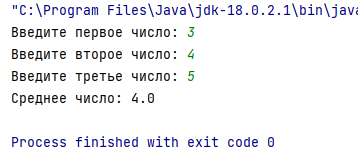 "C:\Program Files\Java\jdk-18.0.2.1\bin\java
Введите первое число: 3
Введите второе число: 4
Введите третье число: 5
Среднее число: 4.0
Process finished with exit code 0